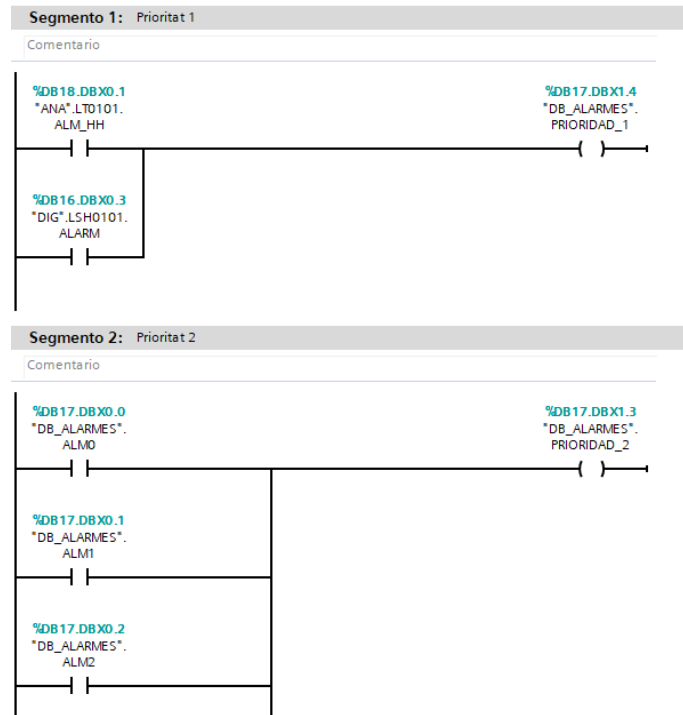 Segmento 1: Prioritat 1
Comentario
%DB18.DBX0.1
"ANA".LT0101.
ALM_HH
%DB17.DBX1.4
"DB_ALARMES".
PRIORIDAD_1
%DB16.DBX0.3
"DIG".LSH0101.
ALARM
Segmento 2: Prioritat 2
Comentario
%DB17.DBX0.0
"DB_ALARMES".
ALM0
%DB17.DBX1.3
"DB_ALARMES".
PRIORIDAD_2
%DB17.DBX0.1
"DB_ALARMES".
ALM1
%DB17.DBX0.2
"DB_ALARMES".
ALM2